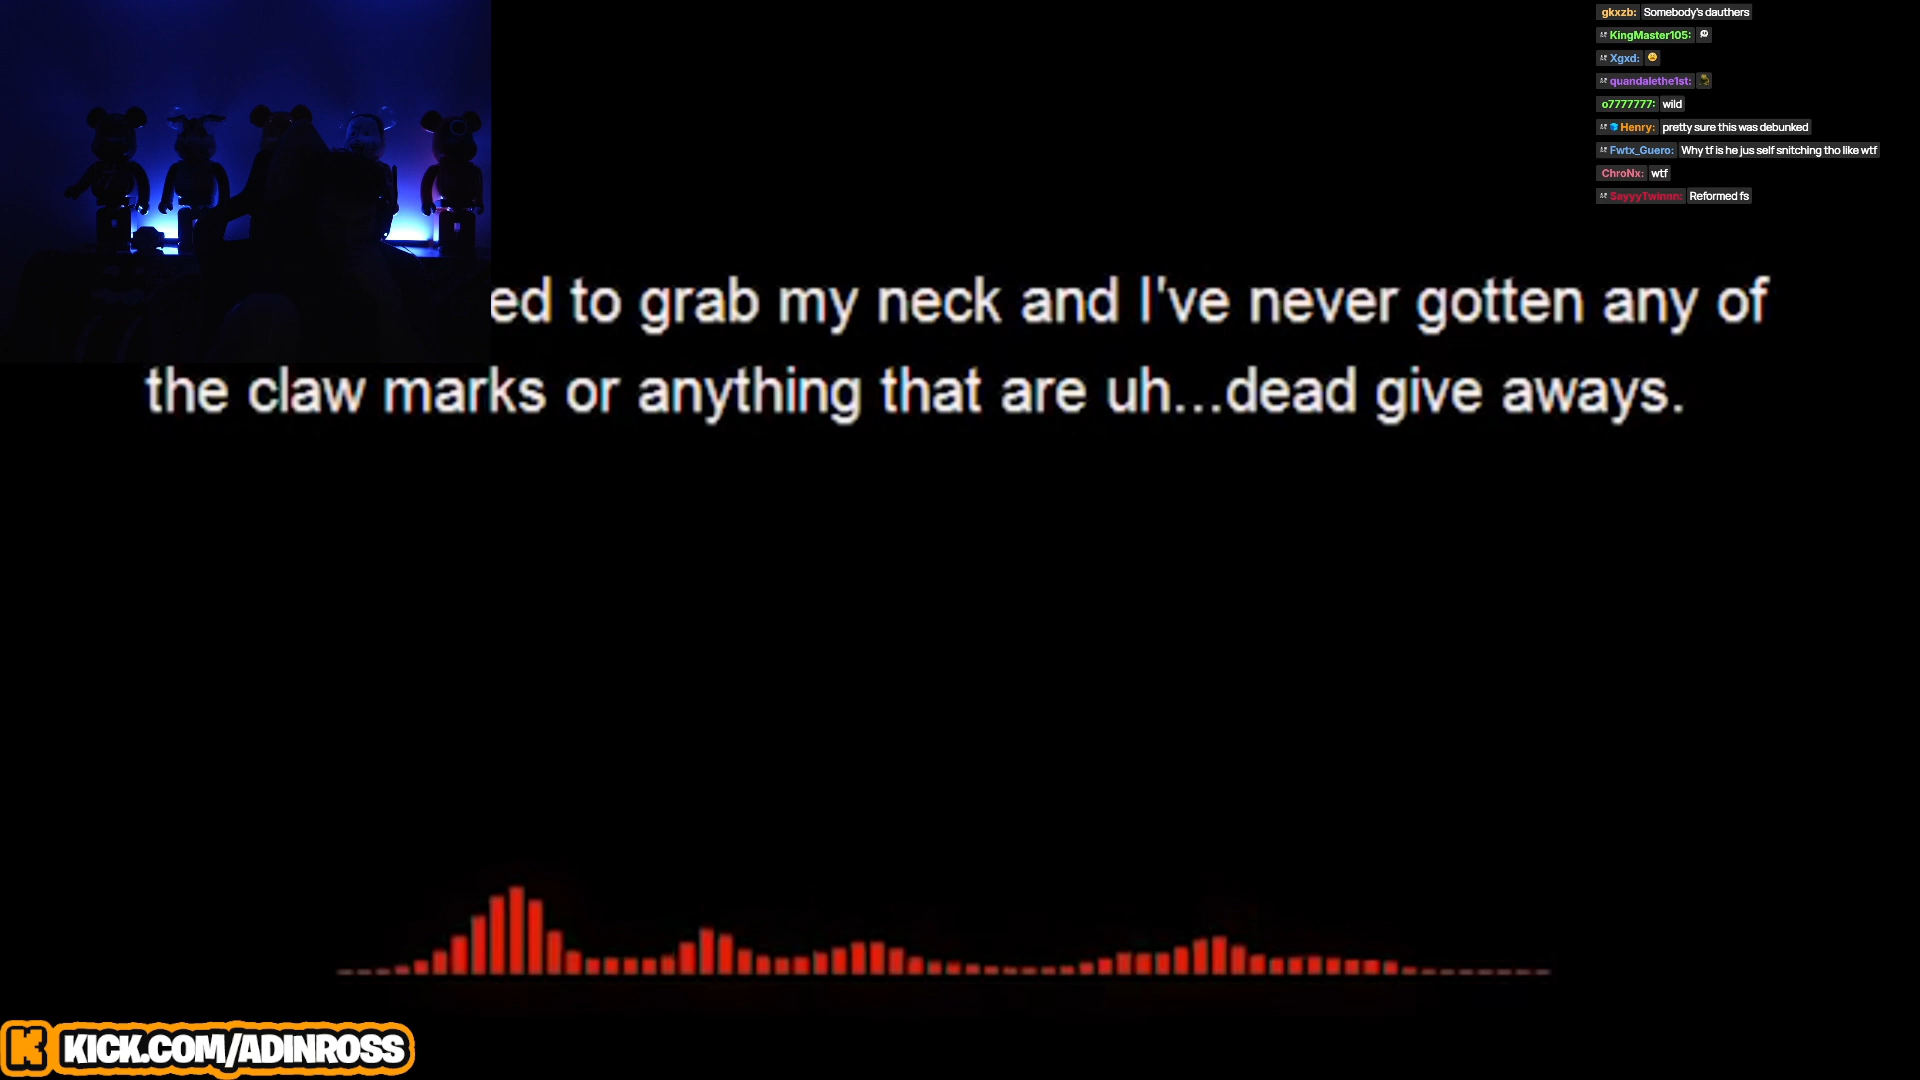 gkxzb: Somebody's dauthers
KingMaster105:
Xgxd:
quandalethe1st:
o7777777: wild
Henry: pretty sure this was debunked
Fwtx_Guero: Why tf is he jus self snitching tho like wtf
ChroNx: wtf
SayyyTwinnn: Reformed fs
ed to grab my neck and I've never gotten any of
the claw marks or anything that are uh...dead give aways.
K KICK.COM/ADINROSS